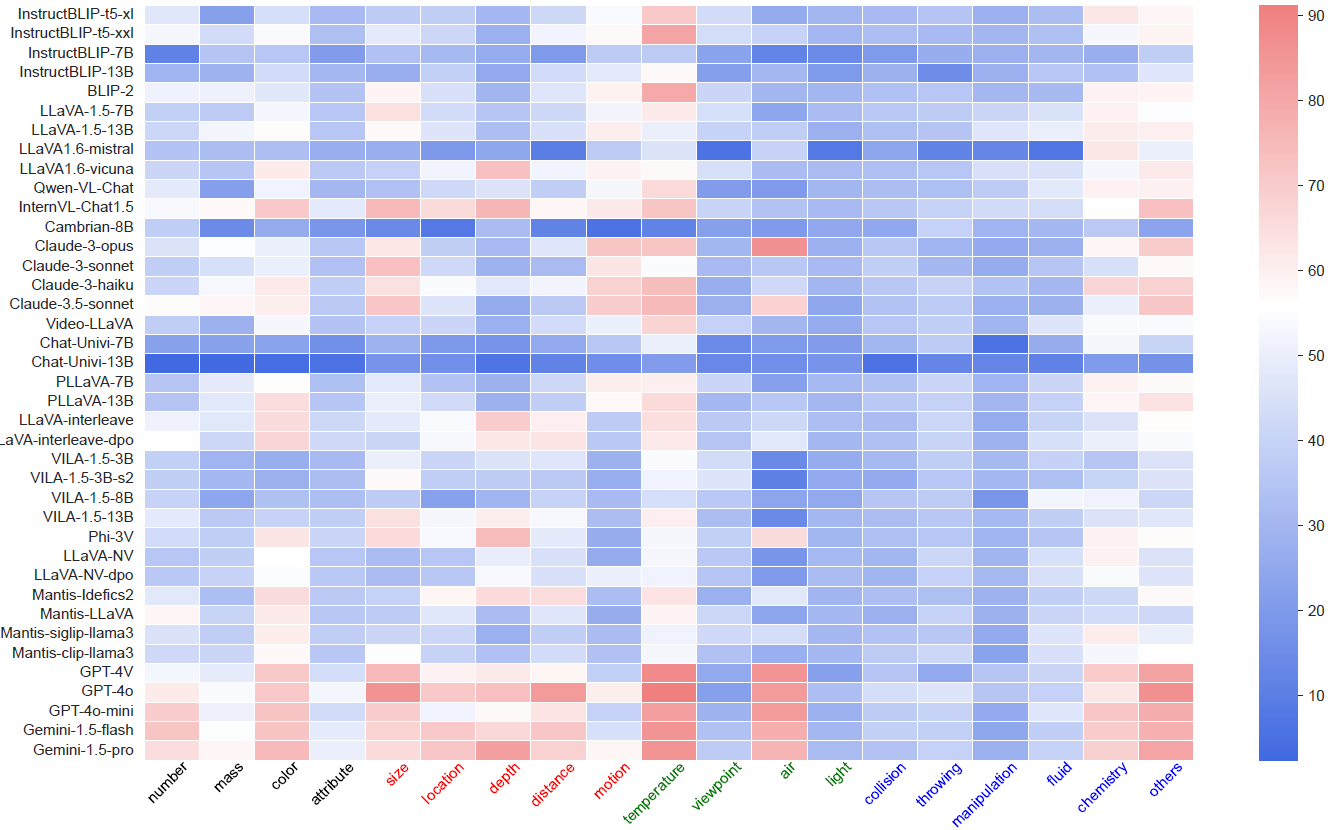 InstructBLIP-t5-xl
InstructBLIP-t5-xxl
InstructBLIP-7B
InstructBLIP-13B
BLIP-2
LLaVA-1.5-7B
LLaVA-1.5-13B
LLaVA1.6-mistral
LLaVA1.6-vicuna
Qwen-VL-Chat
InternVL-Chat1.5
Cambrian-8B
Claude-3-opus
Claude-3-sonnet
Claude-3-haiku
Claude-3.5-sonnet
Video-LLaVA
Chat-Univi-7B
Chat-Univi-13B
PLLaVA-7B
PLLaVA-13B
LLaVA-interleave
LaVA-interleave-dpo
VILA-1.5-3B
VILA-1.5-3B-s2
VILA-1.5-8B
VILA-1.5-13B
Phi-3V
LLaVA-NV
LLaVA-NV-dpo
Mantis-Idefics2
Mantis-LLaVA
Mantis-siglip-llama3
Mantis-clip-llama3
GPT-4V
GPT-4o
GPT-4o-mini
Gemini-1.5-flash
Gemini-1.5-pro
number
mass
color
attribute
size
location
depth
distance
motion
temperature
viewpoint
air
light
collision
throwing
manipulation
fluid
chemistry
others
90
80
70
60
50
40
30
20
10